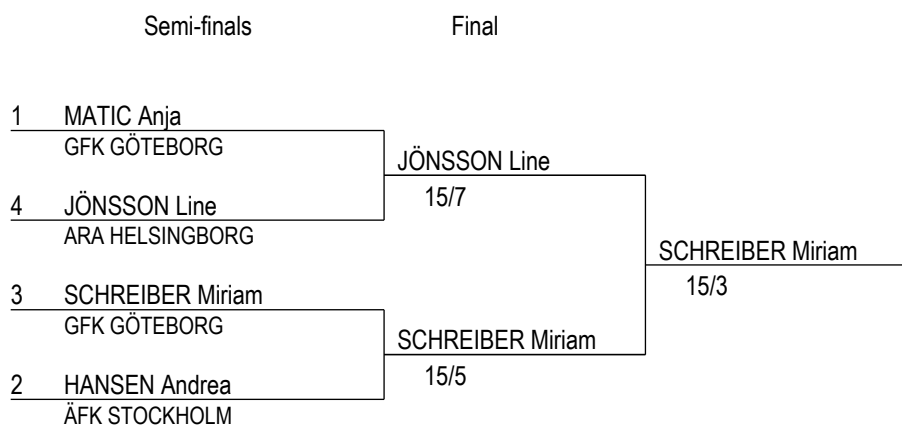 Semi-finals Final
1 MATIC Anja
GFK GÖTEBORG
JÖNSSON Line
15/7
4 JÖNSSON Line
ARA HELSINGBORG
SCHREIBER Miriam
15/3
3 SCHREIBER Miriam
GFK GÖTEBORG
SCHREIBER Miriam
15/5
2 HANSEN Andrea
ÄFK STOCKHOLM